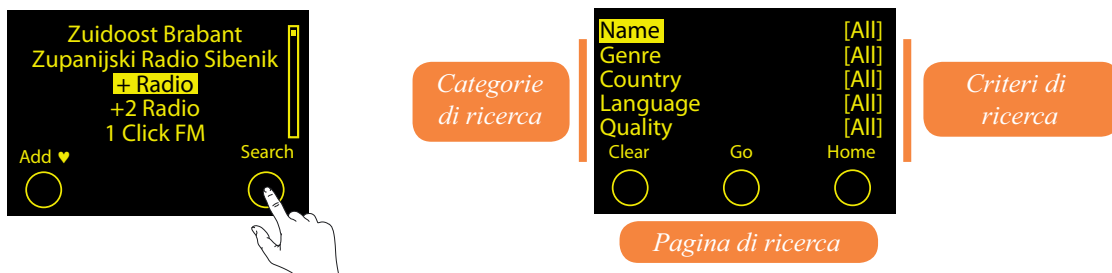 Zuidoost Brabant
Zupanijski Radio Sibenik
+ Radio
+2 Radio
1 Click FM
Add ♥ Search
Categorie
di ricerca
Name [All]
Genre [All]
Country [All]
Language [All]
Quality [All]
Clear Go Home
Criteri di
ricerca
Pagina di ricerca